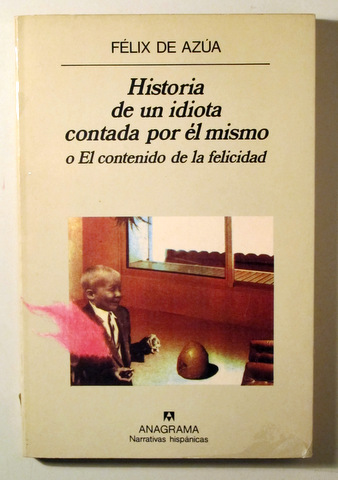 FÉLIX DE AZÚA
Historia
de un idiota
contada por él mismo
o El contenido de la felicidad
ANAGRAMA
Narrativas hispánicas